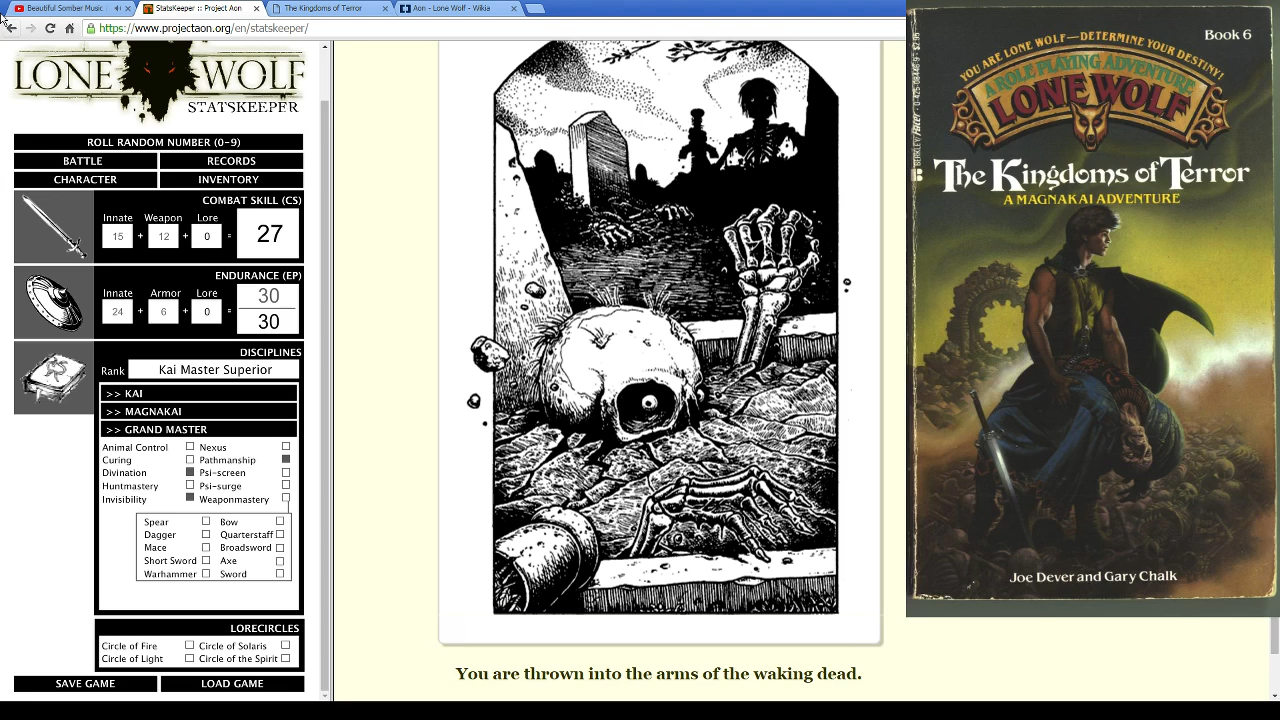 Beautiful Somber Music
StatsKeeper :: Project Aon
The Kingdoms of Terror
Aon - Lone Wolf - Wikia
https://www.projectaon.org/en/statskeeper/
LONE WOLF
STATSKEEPER
ROLL RANDOM NUMBER (0-9)
BATTLE RECORDS
CHARACTER INVENTORY
COMBAT SKILL (CS)
Innate Weapon Lore
15 + 12 + 0 = 27
ENDURANCE (EP)
Innate Armor Lore
30
24 + 6 + 0 = 30
DISCIPLINES
Rank Kai Master Superior
>> KAI
>> MAGNAKAI
>> GRAND MASTER
Animal Control Nexus
Curing Pathmanship
Divination Psi-screen
Huntmastery Psi-surge
Invisibility Weaponmastery
Spear Bow
Dagger Quarterstaff
Mace Broadsword
Short Sword Axe
Warhammer Sword
LORECIRCLES
Circle of Fire Circle of Solaris
Circle of Light Circle of the Spirit
SAVE GAME LOAD GAME
You are thrown into the arms of the waking dead.
Book 6
YOU ARE LONE WOLF—DETERMINE YOUR DESTINY!
A ROLE PLAYING ADVENTURE
LONE WOLF
The Kingdoms of Terror
A MAGNAKAI ADVENTURE
Joe Dever and Gary Chalk